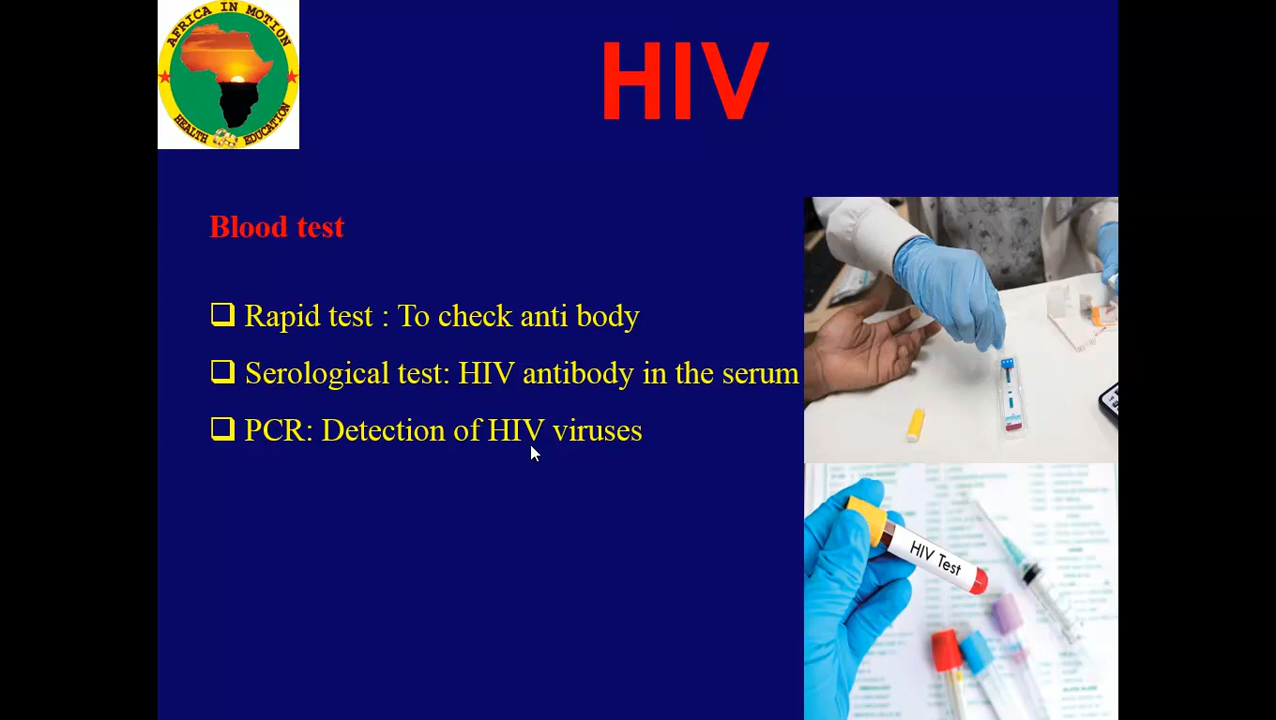 AFRICA IN MOTION
HEALTH EDUCATION
HIV
Blood test
❑ Rapid test : To check anti body
❑ Serological test: HIV antibody in the serum
❑ PCR: Detection of HIV viruses
HIV Test